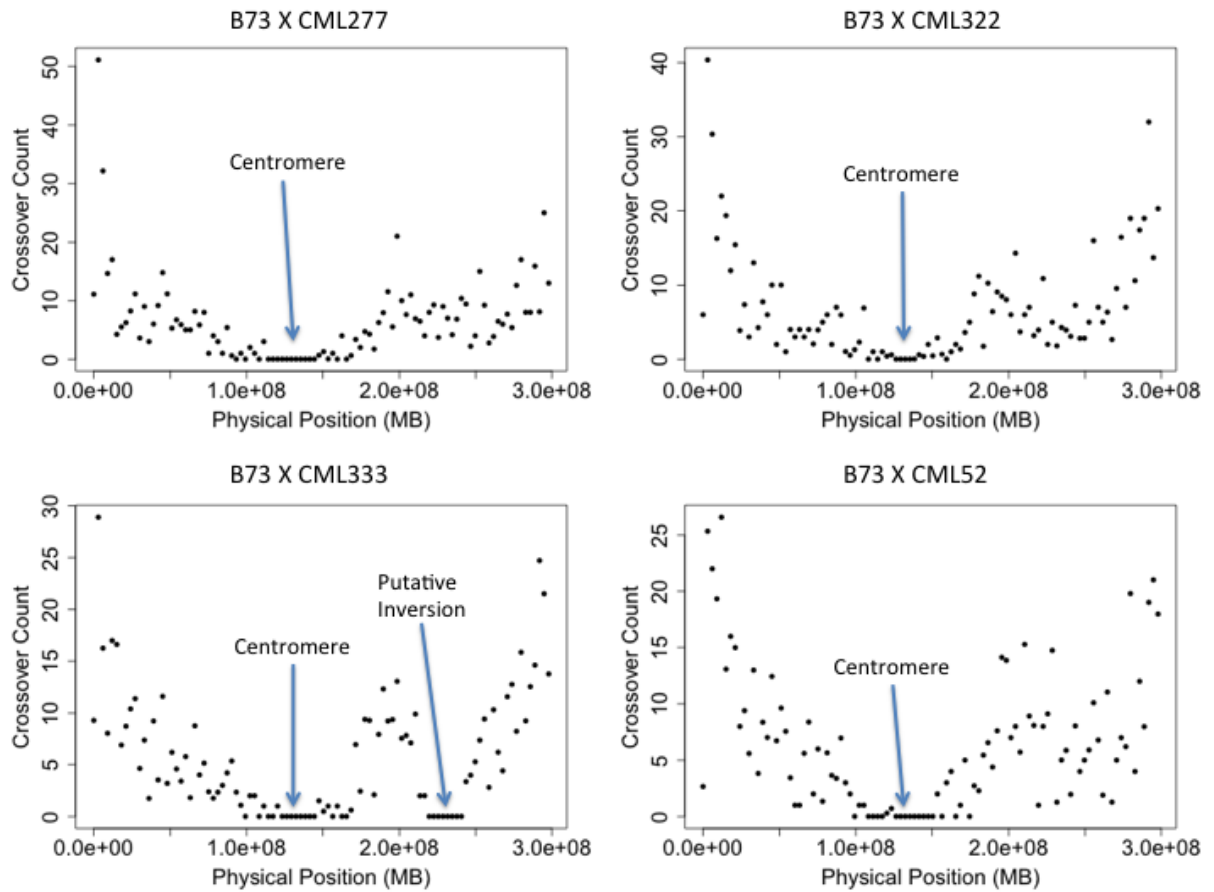 B73 X CML277
Crossover Count
0 10 20 30 40 50
Centromere
0.0e+00 1.0e+08 2.0e+08 3.0e+08
Physical Position (MB)
B73 X CML322
Crossover Count
0 10 20 30 40
Centromere
0.0e+00 1.0e+08 2.0e+08 3.0e+08
Physical Position (MB)
B73 X CML333
Crossover Count
0 5 10 15 20 25 30
Centromere
Putative
Inversion
0.0e+00 1.0e+08 2.0e+08 3.0e+08
Physical Position (MB)
B73 X CML52
Crossover Count
0 5 10 15 20 25
Centromere
0.0e+00 1.0e+08 2.0e+08 3.0e+08
Physical Position (MB)